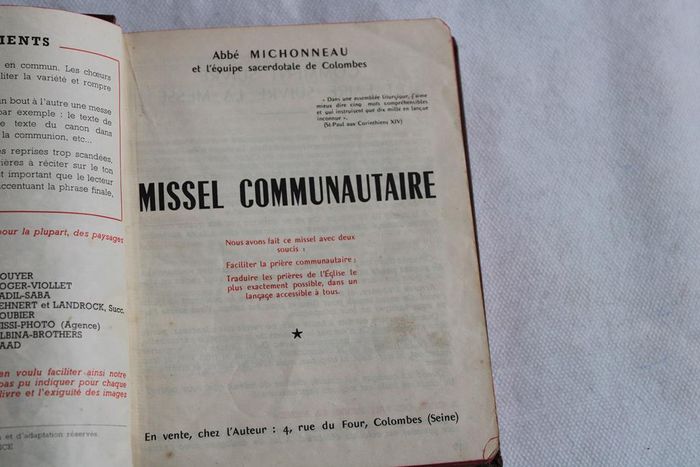 IENTS
en commun. Les chœurs
liter la variété et rompre
n bout à l'autre une messe
par exemple : le texte de
e texte du canon dans
la communion, etc...
es reprises trop scandées,
ières à réciter sur le ton
st important que le lecteur
accentuant la phrase finale,
our la plupart, des paysages
OUYER
OGER-VIOLLET
ADIL-SABA
EHNERT et LANDROCK, Succ.
OUBIER
ISSI-PHOTO (Agence)
LBINA-BROTHERS
AAD
en voulu faciliter ainsi notre
pas pu indiquer pour chaque
livre et l'exiguïté des images
n et d'adaptation réservés
CE
Abbé MICHONNEAU
et l'équipe sacerdotale de Colombes
« Dans une assemblée liturgique, j'aime
mieux dire cinq mots compréhensibles
et qui instruisent que dix mille en langue
inconnue ».
(St-Paul aux Corinthiens XIV)
MISSEL COMMUNAUTAIRE
Nous avons fait ce missel avec deux
soucis :
Faciliter la prière communautaire ;
Traduire les prières de l'Église le
plus exactement possible, dans un
langage accessible à tous.
En vente, chez l'Auteur : 4, rue du Four, Colombes (Seine)